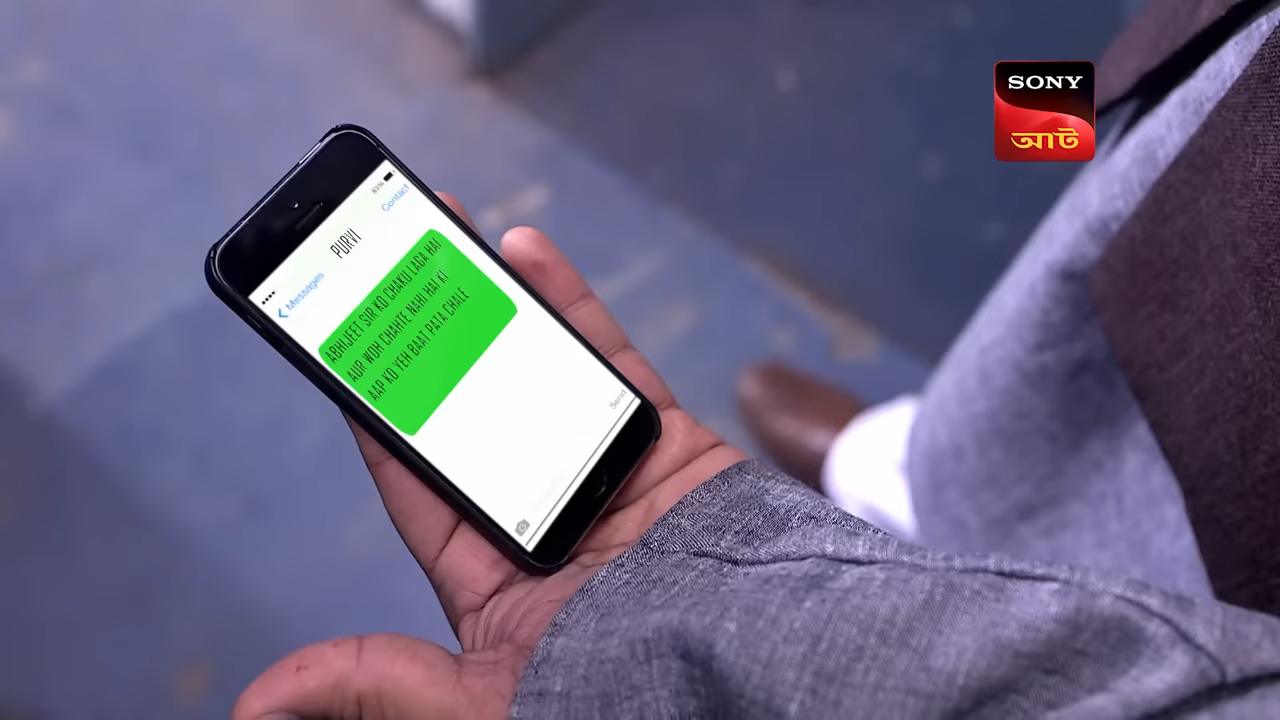 SONY
আট
83%
Contact
Messages
PURVI
ABHIJEET SIR KO CHAKU LAGA HAI
AUR WOH CHAHTE NAHI HAI KI
AAP KO YEH BAAT PATA CHALE
Send